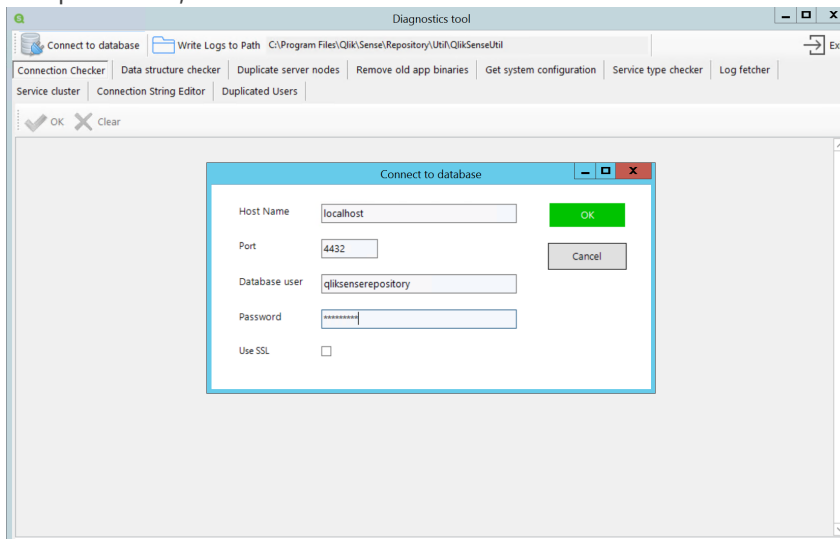 Diagnostics tool
Connect to database Write Logs to Path C:\Program Files\Qlik\Sense\Repository\Util\QlikSenseUtil Ex
Connection Checker Data structure checker Duplicate server nodes Remove old app binaries Get system configuration Service type checker Log fetcher
Service cluster Connection String Editor Duplicated Users
OK Clear
Connect to database
Host Name localhost OK
Port 4432 Cancel
Database user qliksenserepository
Password *********
Use SSL